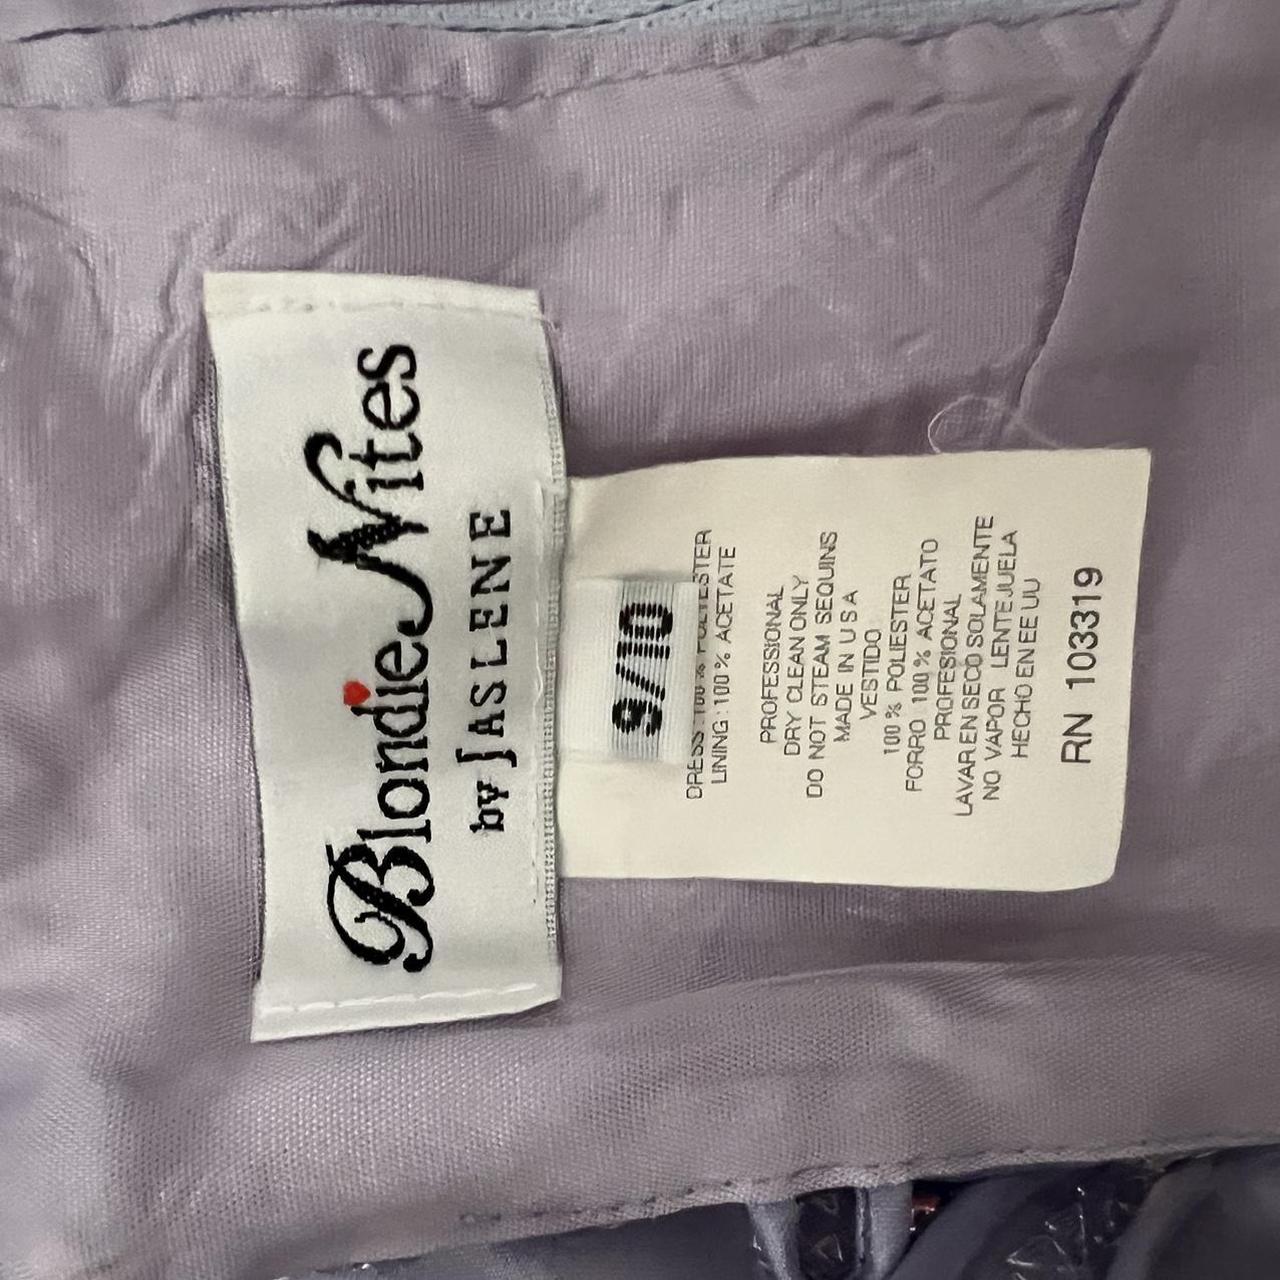 Blondie Nites
by JASLENE
9/10
DRESS : 100 % POLYESTER
LINING : 100 % ACETATE
PROFESSIONAL
DRY CLEAN ONLY
DO NOT STEAM SEQUINS
MADE IN U S A
VESTIDO
100 % POLIESTER
FORRO 100 % ACETATO
PROFESIONAL
LAVAR EN SECO SOLAMENTE
NO VAPOR LENTEJUELA
HECHO EN EE UU
RN 103319